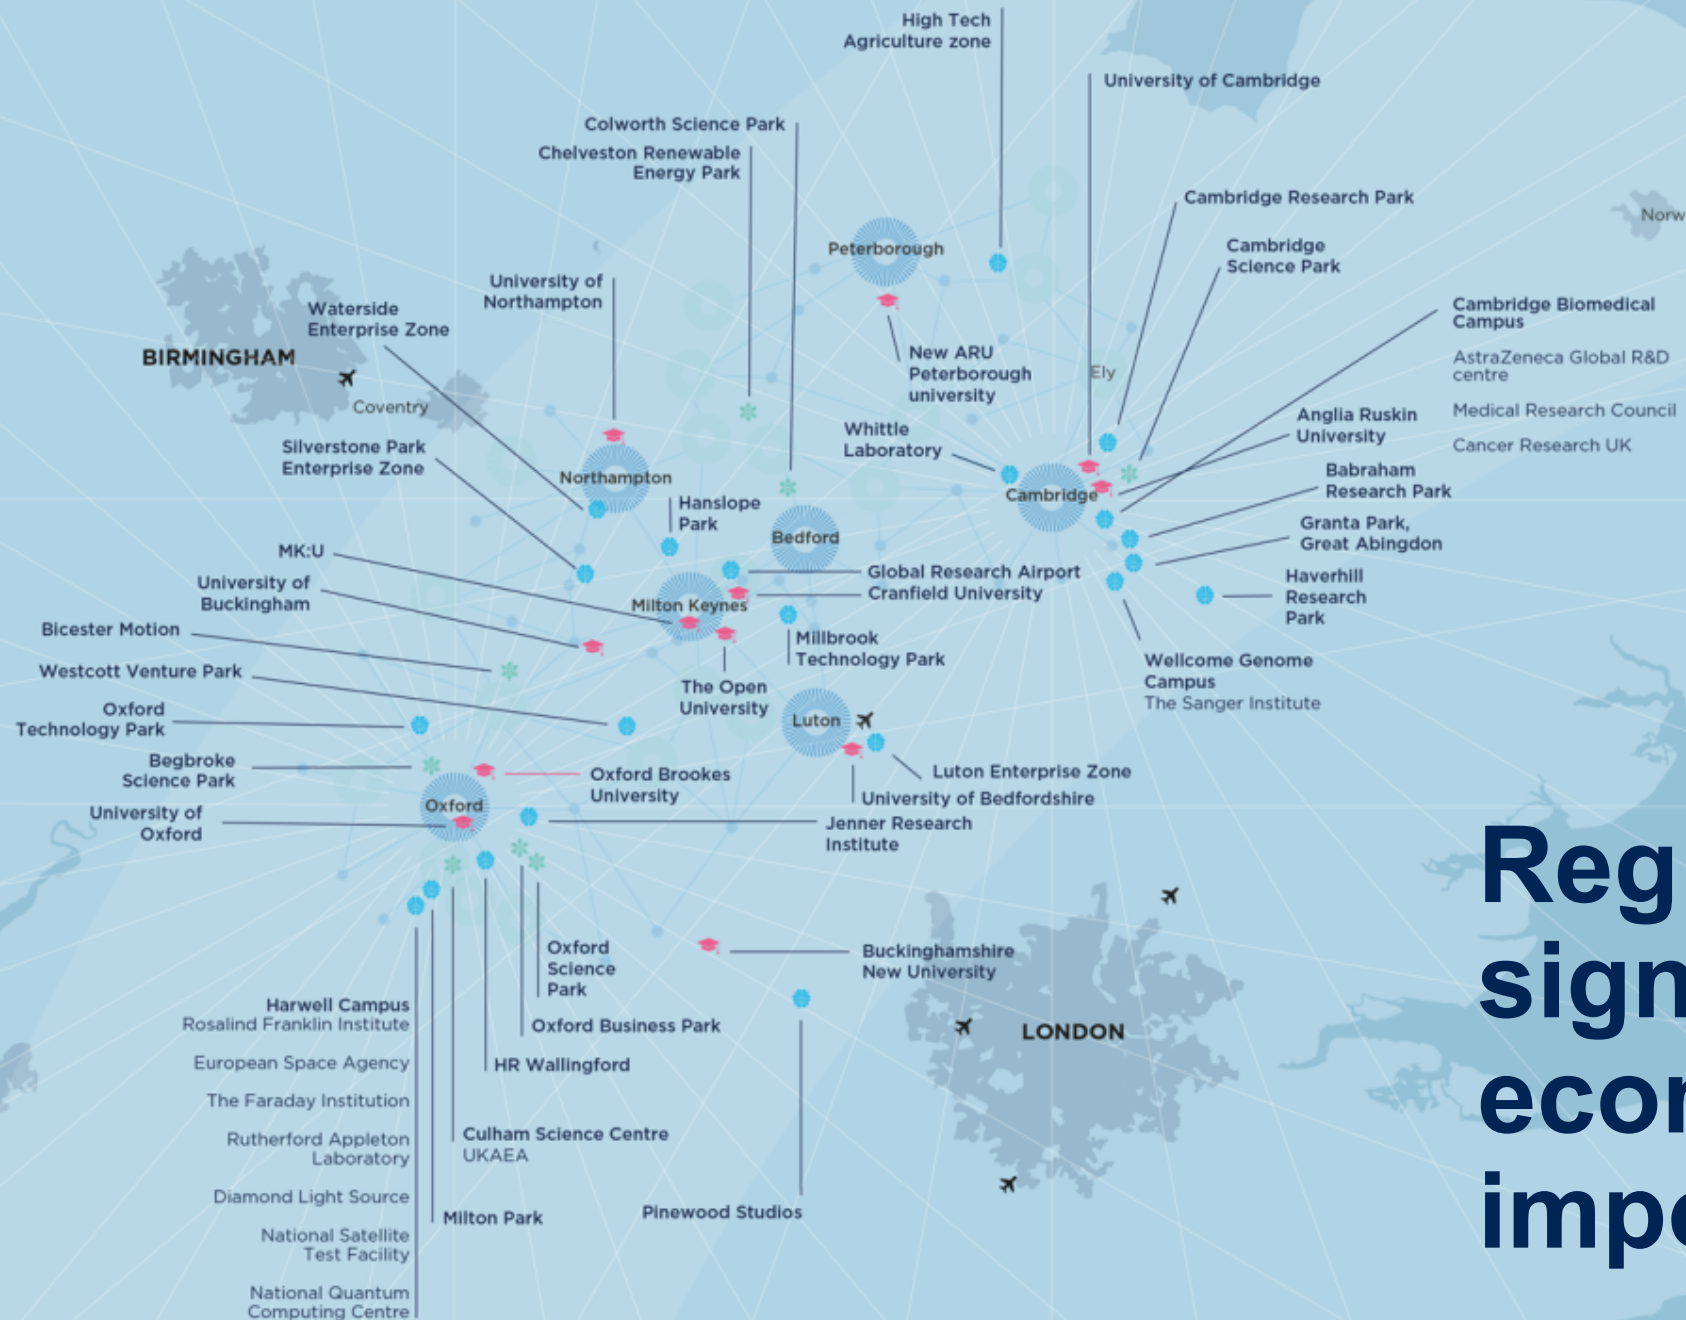 High Tech
Agriculture zone
University of Cambridge
Colworth Science Park
Chelveston Renewable
Energy Park
Cambridge Research Park
Norw
Peterborough
Cambridge
Science Park
University of
Northampton
Waterside
Enterprise Zone
Cambridge Biomedical
Campus
AstraZeneca Global R&D
centre
Medical Research Council
Cancer Research UK
BIRMINGHAM
New ARU
Peterborough
university
Ely
Coventry
Anglia Ruskin
University
Whittle
Laboratory
Silverstone Park
Enterprise Zone
Northampton
Babraham
Research Park
Cambridge
Hanslope
Park
Bedford
Granta Park,
Great Abingdon
MK:U
Global Research Airport
Cranfield University
University of
Buckingham
Haverhill
Research
Park
Milton Keynes
Bicester Motion
Millbrook
Technology Park
Westcott Venture Park
Wellcome Genome
Campus
The Sanger Institute
The Open
University
Oxford
Technology Park
Luton
Begbroke
Science Park
Oxford Brookes
University
Luton Enterprise Zone
University of Bedfordshire
Oxford
University of
Oxford
Jenner Research
Institute
Reg
sign
econ
impo
Oxford
Science
Park
Buckinghamshire
New University
Harwell Campus
Rosalind Franklin Institute
European Space Agency
The Faraday Institution
Rutherford Appleton
Laboratory
Diamond Light Source
National Satellite
Test Facility
National Quantum
Computing Centre
Oxford Business Park
LONDON
HR Wallingford
Culham Science Centre
UKAEA
Milton Park
Pinewood Studios